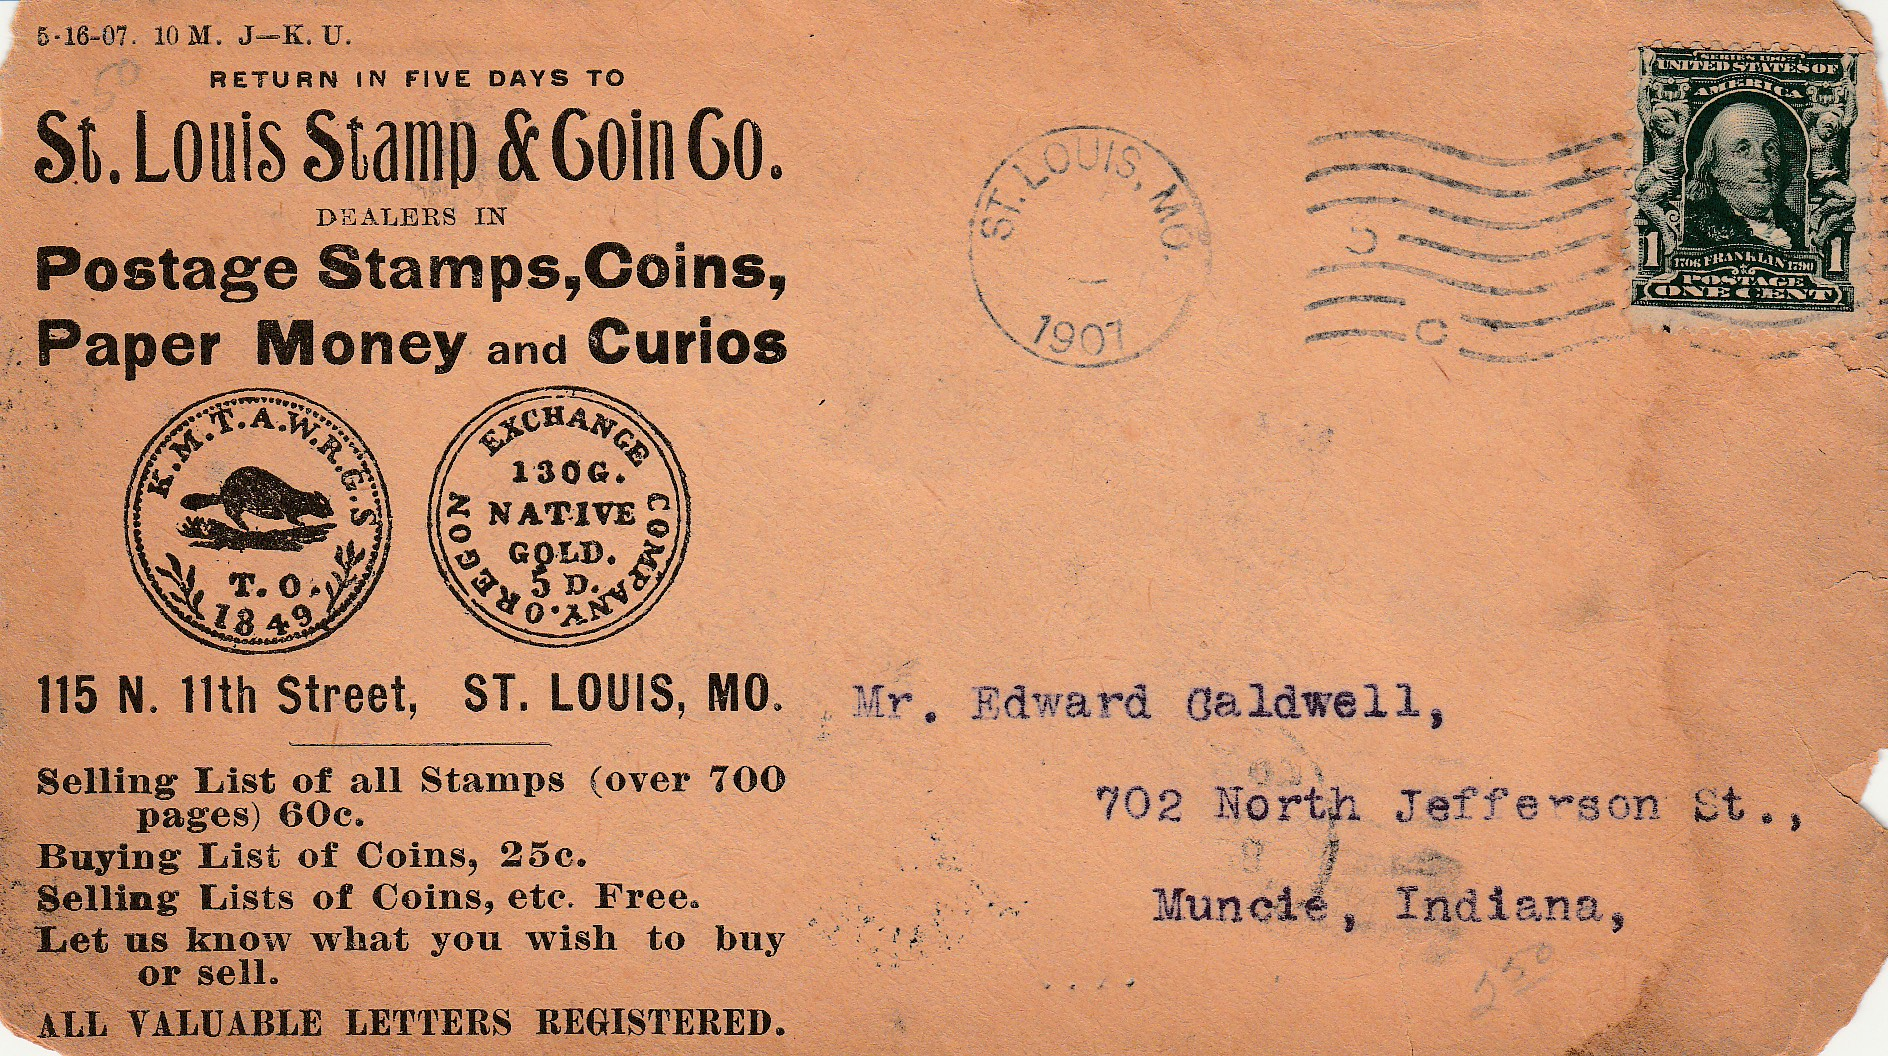 5-16-07. 10 M. J—K. U.
RETURN IN FIVE DAYS TO
St. Louis Stamp & Coin Co.
DEALERS IN
Postage Stamps, Coins,
Paper Money and Curios
K.M.T.A.W.R.G.S
T.O.
1849
EXCHANGE COMPANY. OREGON
130G.
NATIVE
GOLD.
5 D.
115 N. 11th Street, ST. LOUIS, MO.
Selling List of all Stamps (over 700
pages) 60c.
Buying List of Coins, 25c.
Selling Lists of Coins, etc. Free.
Let us know what you wish to buy
or sell.
ALL VALUABLE LETTERS REGISTERED.
ST. LOUIS, MO.
1907
5
C
SERIES 1902
UNITED STATES OF
AMERICA
1706 FRANKLIN 1790
1 1
POSTAGE
ONE CENT
Mr. Edward Caldwell,
702 North Jefferson St.,
Muncie, Indiana,
2 50